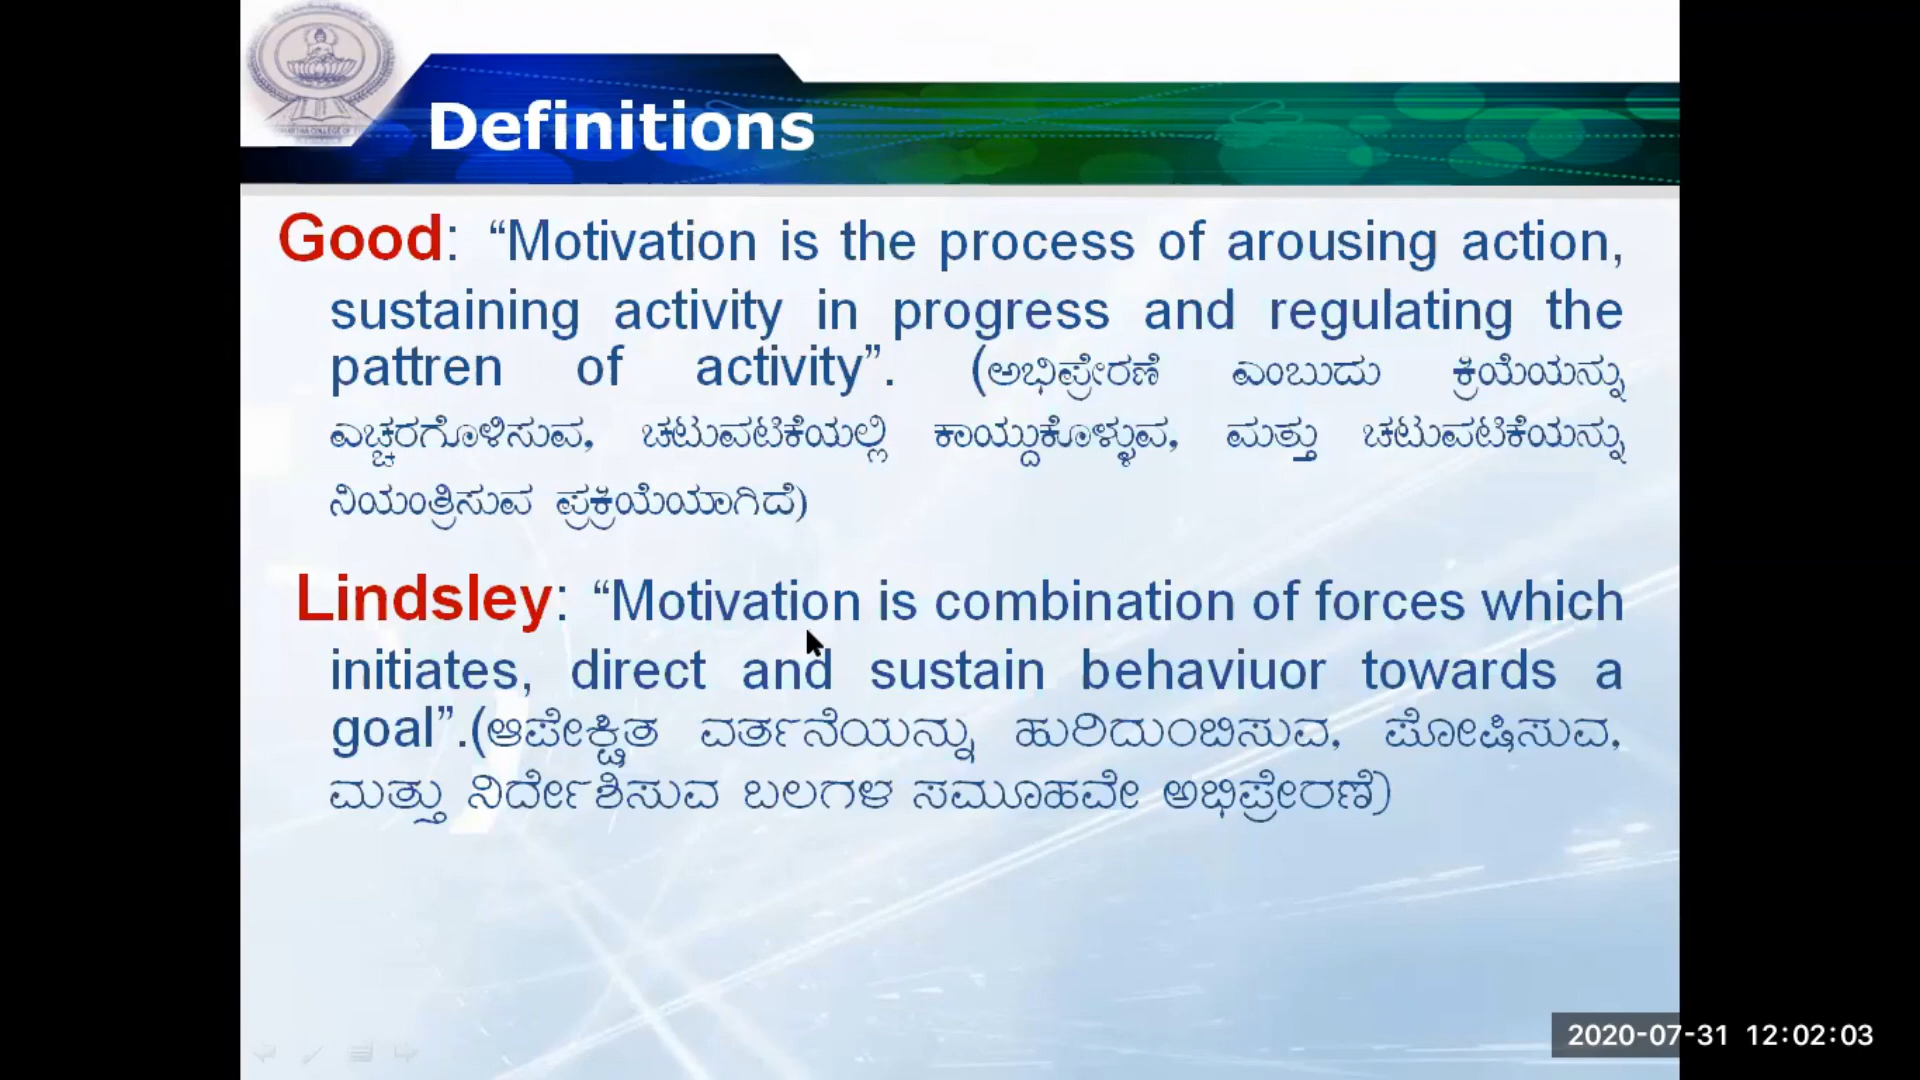 Definitions
Good: “Motivation is the process of arousing action,
sustaining activity in progress and regulating the
pattren of activity”. (ಅಭಿಪ್ರೇರಣೆ ಎಂಬುದು ಕ್ರಿಯೆಯನ್ನು
ಎಚ್ಚರಗೊಳಿಸುವ, ಚಟುವಟಿಕೆಯಲ್ಲಿ ಕಾಯ್ದುಕೊಳ್ಳುವ, ಮತ್ತು ಚಟುವಟಿಕೆಯನ್ನು
ನಿಯಂತ್ರಿಸುವ ಪ್ರಕ್ರಿಯೆಯಾಗಿದೆ)
Lindsley: “Motivation is combination of forces which
initiates, direct and sustain behaviuor towards a
goal”.(ಆಪೇಕ್ಷಿತ ವರ್ತನೆಯನ್ನು ಹುರಿದುಂಬಿಸುವ, ಪೋಷಿಸುವ,
ಮತ್ತು ನಿರ್ದೇಶಿಸುವ ಬಲಗಳ ಸಮೂಹವೇ ಅಭಿಪ್ರೇರಣೆ)
2020-07-31 12:02:03